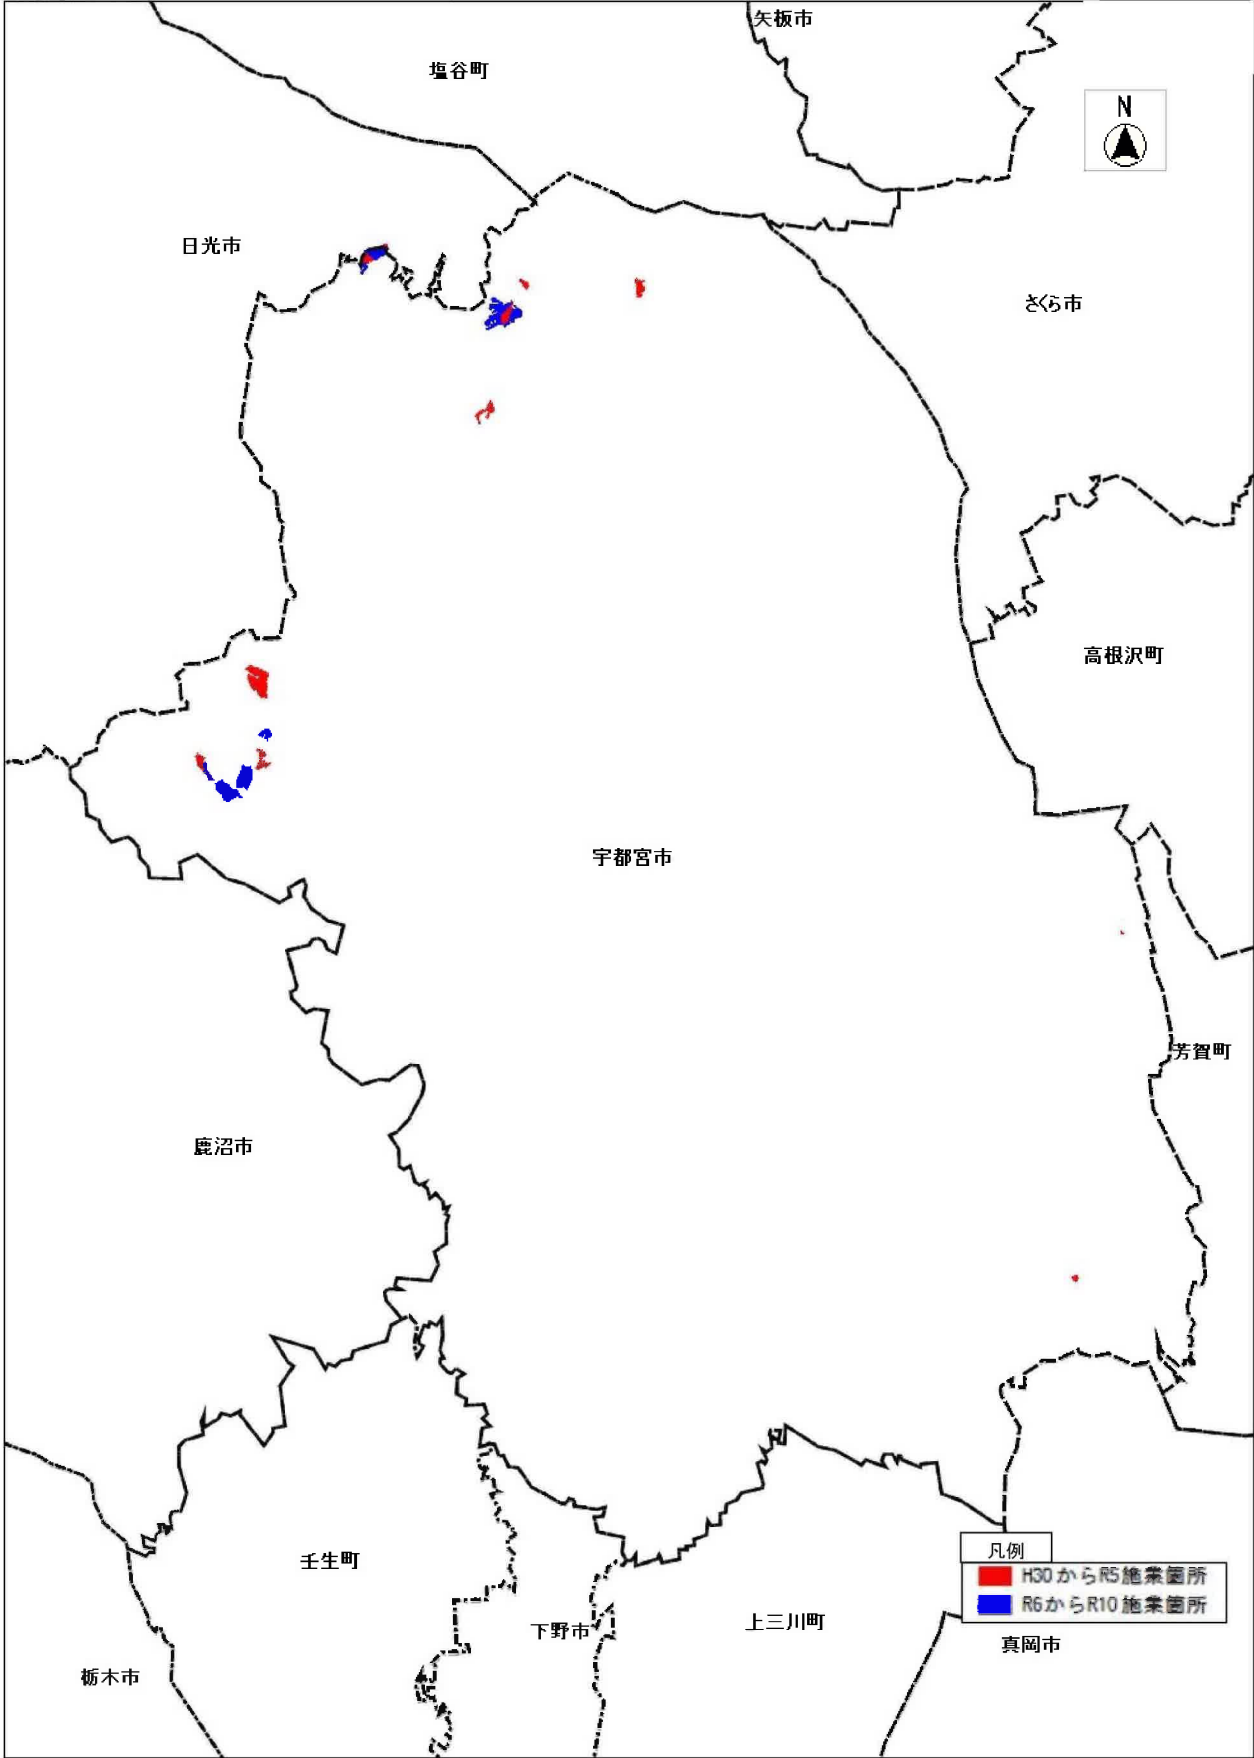 矢板市
塩谷町
N
日光市
さくら市
高根沢町
宇都宮市
芳賀町
鹿沼市
凡例
H30からR5施業箇所
R6からR10施業箇所
壬生町
下野市
上三川町
真岡市
栃木市